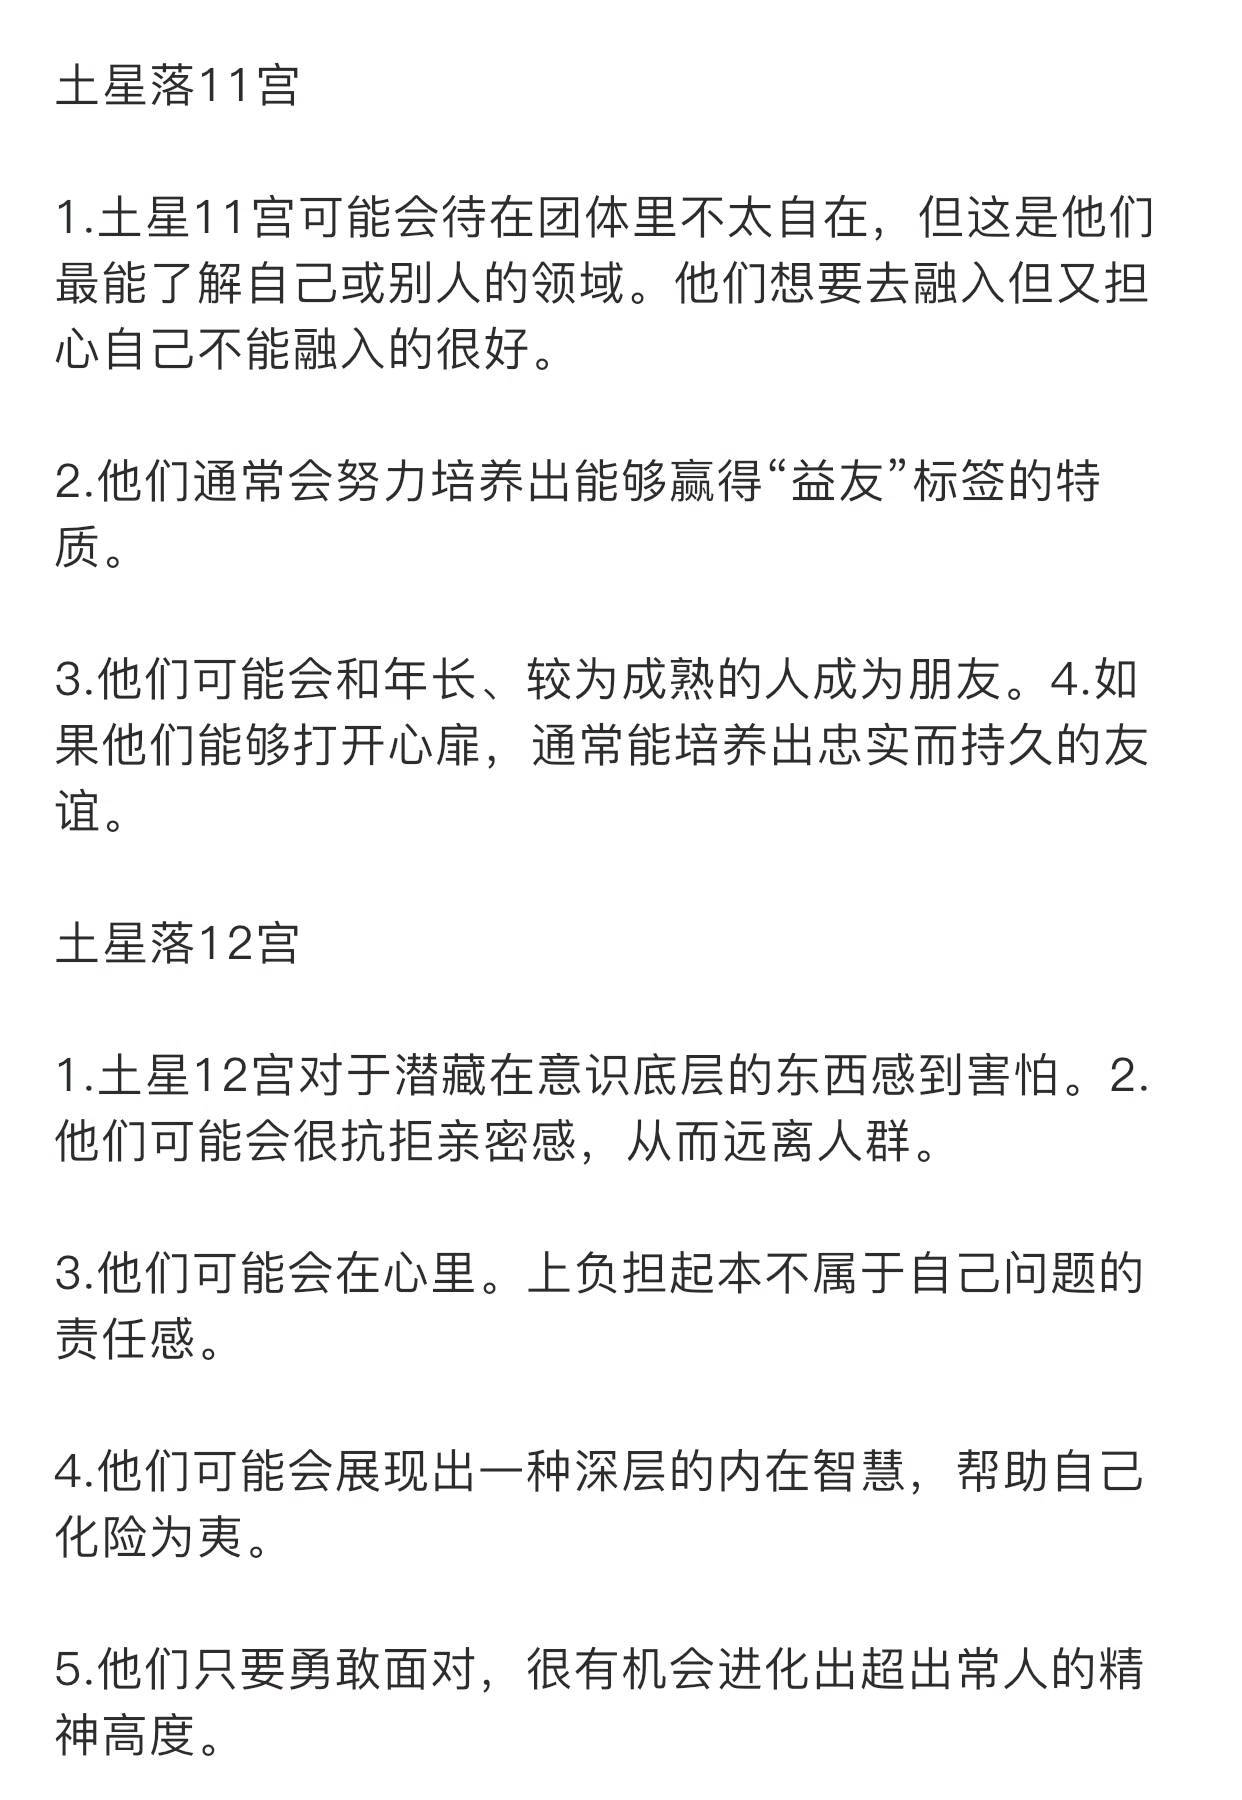 土星落11宫
1.土星11宫可能会待在团体里不太自在，但这是他们
最能了解自己或别人的领域。他们想要去融入但又担
心自己不能融入的很好。
2.他们通常会努力培养出能够赢得“益友”标签的特
质。
3.他们可能会和年长、较为成熟的人成为朋友。4.如
果他们能够打开心扉，通常能培养出忠实而持久的友
谊。
土星落12宫
1.土星12宫对于潜藏在意识底层的东西感到害怕。2.
他们可能会很抗拒亲密感，从而远离人群。
3.他们可能会在心里。上负担起本不属于自己问题的
责任感。
4.他们可能会展现出一种深层的内在智慧，帮助自己
化险为夷。
5.他们只要勇敢面对，很有机会进化出超出常人的精
神高度。